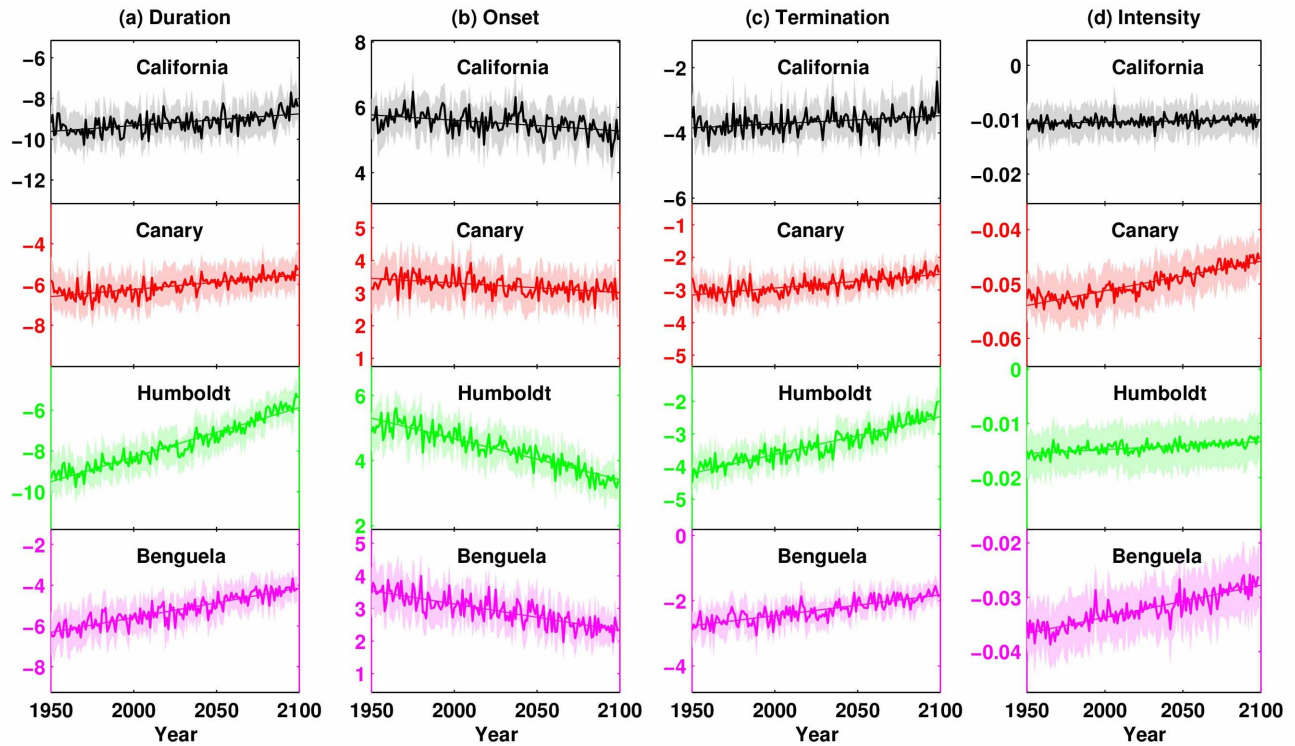 (a) Duration
(b) Onset
(c) Termination
(d) Intensity
California
−6
−8
−10
−12
California
8
6
4
California
−2
−4
−6
California
0
−0.01
−0.02
Canary
−4
−6
−8
Canary
5
4
3
2
1
Canary
−1
−2
−3
−4
−5
Canary
−0.04
−0.05
−0.06
Humboldt
−6
−8
−10
Humboldt
6
4
2
Humboldt
−2
−3
−4
−5
Humboldt
0
−0.01
−0.02
Benguela
−2
−4
−6
−8
Benguela
5
4
3
2
1
Benguela
0
−2
−4
Benguela
−0.02
−0.03
−0.04
1950 2000 2050 2100
Year
1950 2000 2050 2100
Year
1950 2000 2050 2100
Year
1950 2000 2050 2100
Year